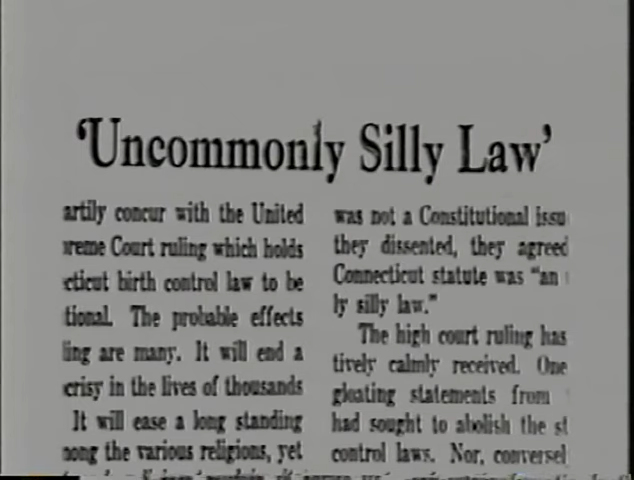 'Uncommonly Silly Law'
artily concur with the United
reme Court ruling which holds
cticut birth control law to be
tional. The probable effects
ling are many. It will end a
crisy in the lives of thousands
It will ease a long standing
nong the various religions, yet
was not a Constitutional issu
they dissented, they agreed
Connecticut statute was "an
ly silly law."
The high court ruling has
tively calmly received. One
gloating statements from
had sought to abolish the st
control laws. Nor, conversel